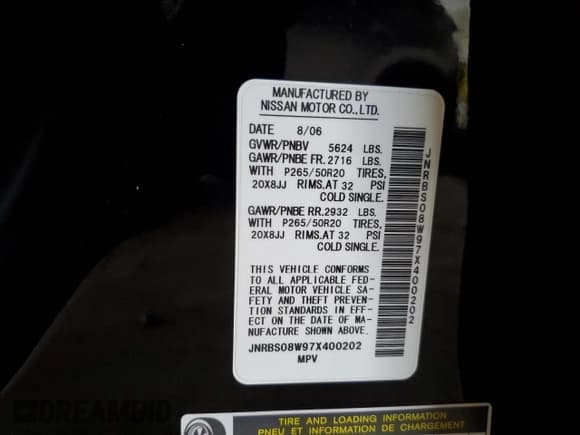 MANUFACTURED BY
NISSAN MOTOR CO.,LTD.
DATE 8/06
GVWR/PNBV 5624 LBS.
GAWR/PNBE FR. 2716 LBS.
WITH P265/50R20 TIRES,
20X8JJ RIMS.AT 32 PSI
COLD SINGLE.
GAWR/PNBE RR. 2932 LBS.
WITH P265/50R20 TIRES,
20X8JJ RIMS.AT 32 PSI
COLD SINGLE.
THIS VEHICLE CONFORMS
TO ALL APPLICABLE FED-
ERAL MOTOR VEHICLE SA-
FETY AND THEFT PREVEN-
TION STANDARDS IN EFF-
ECT ON THE DATE OF MA-
NUFACTURE SHOWN ABOVE.
JNRBS08W97X400202
MPV
JNRBS08W97X400202
TIRE AND LOADING INFORMATION
PNEU ET INFORMATION DE CHARGEMENT
DREAMBID